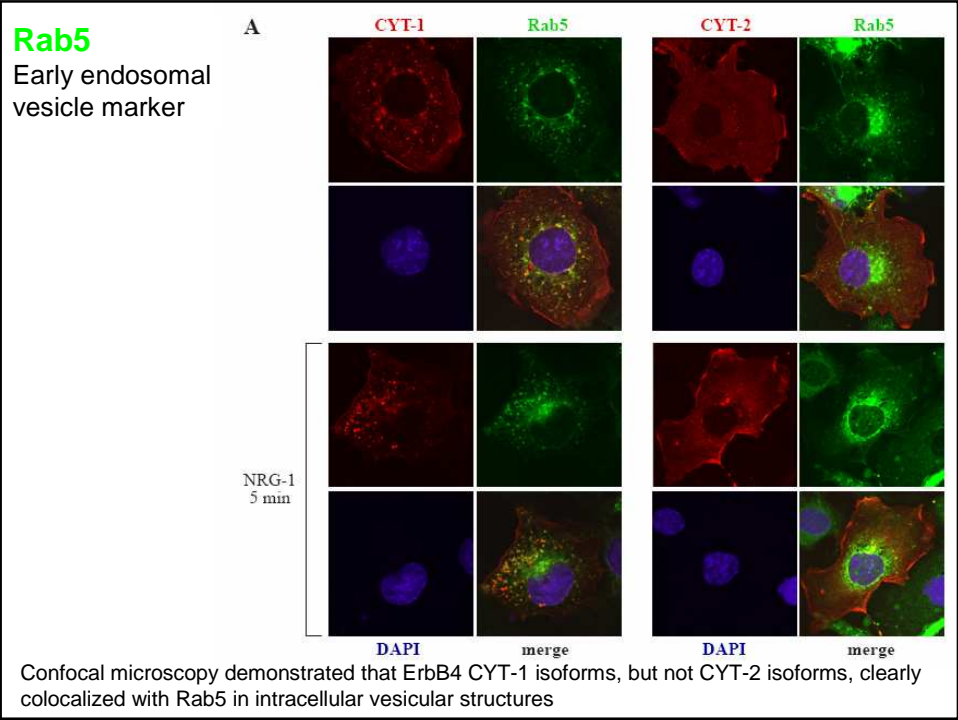 Rab5
Early endosomal
vesicle marker
A
CYT-1 Rab5 CYT-2 Rab5
NRG-1
5 min
DAPI merge DAPI merge
Confocal microscopy demonstrated that ErbB4 CYT-1 isoforms, but not CYT-2 isoforms, clearly
colocalized with Rab5 in intracellular vesicular structures